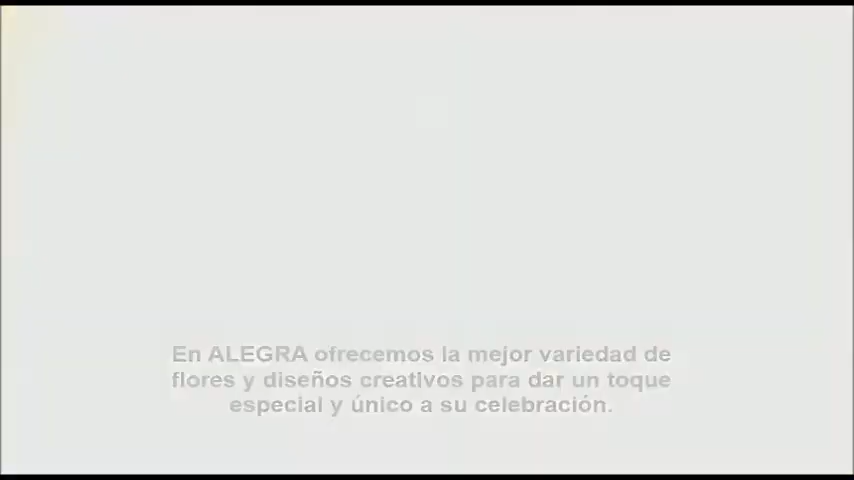 En ALEGRA ofrecemos la mejor variedad de
flores y diseños creativos para dar un toque
especial y único a su celebración.